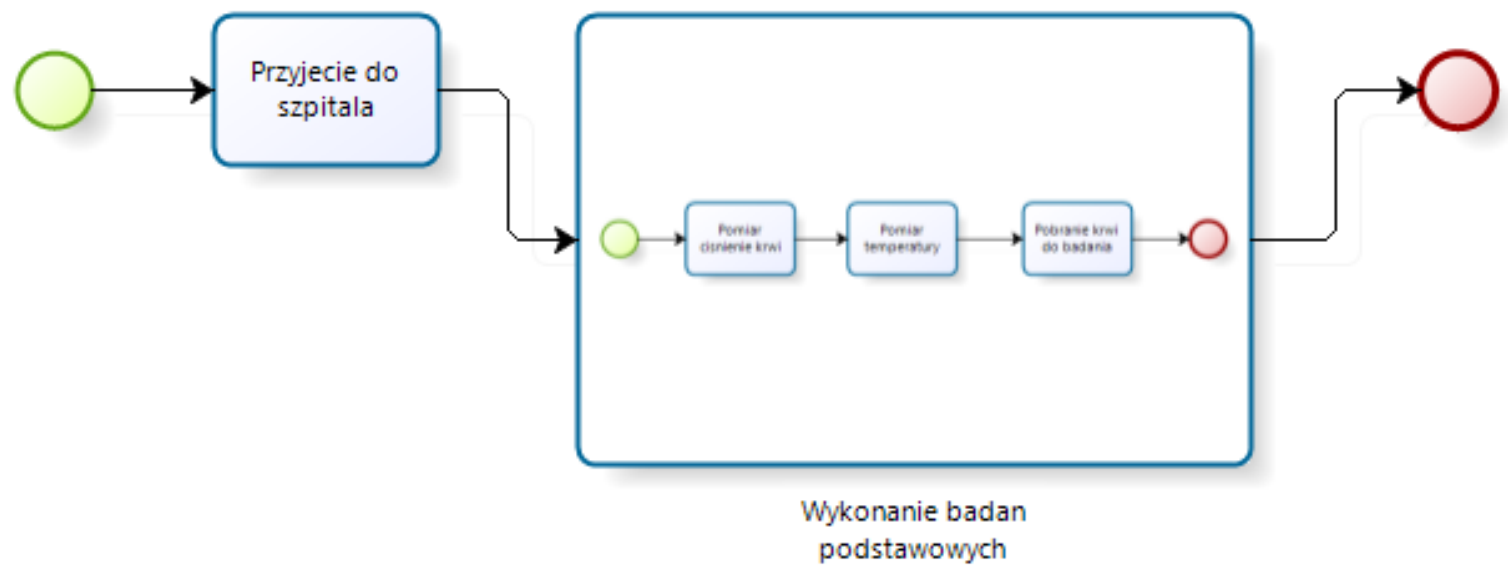 Przyjecie do
szpitala
Pomiar
cisnienie krwi
Pomiar
temperatury
Pobranie krwi
do badania
Wykonanie badan
podstawowych